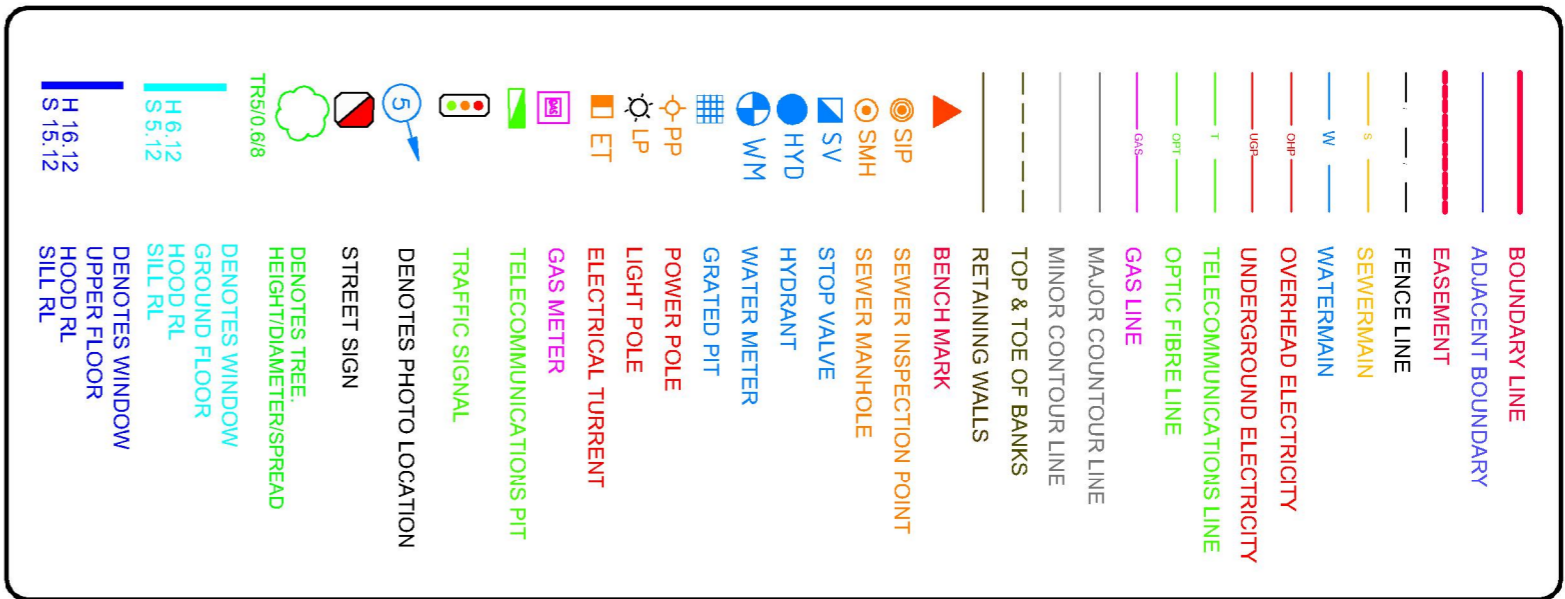 BOUNDARY LINE
ADJACENT BOUNDARY
EASEMENT
FENCE LINE
S SEWERMAIN
W WATERMAIN
OHP OVERHEAD ELECTRICITY
UGP UNDERGROUND ELECTRICITY
T TELECOMMUNICATIONS LINE
OPT OPTIC FIBRE LINE
GAS GAS LINE
MAJOR COUNTOUR LINE
MINOR CONTOUR LINE
TOP & TOE OF BANKS
RETAINING WALLS
BENCH MARK
SIP SEWER INSPECTION POINT
SMH SEWER MANHOLE
SV STOP VALVE
HYD HYDRANT
WM WATER METER
GRATED PIT
PP POWER POLE
LP LIGHT POLE
ET ELECTRICAL TURRENT
GAS GAS METER
TELECOMMUNICATIONS PIT
TRAFFIC SIGNAL
5 DENOTES PHOTO LOCATION
STREET SIGN
DENOTES TREE.
TR5/0.6/8 HEIGHT/DIAMETER/SPREAD
DENOTES WINDOW
GROUND FLOOR
H 6.12 HOOD RL
S 5.12 SILL RL
DENOTES WINDOW
UPPER FLOOR
H 16.12 HOOD RL
S 15.12 SILL RL